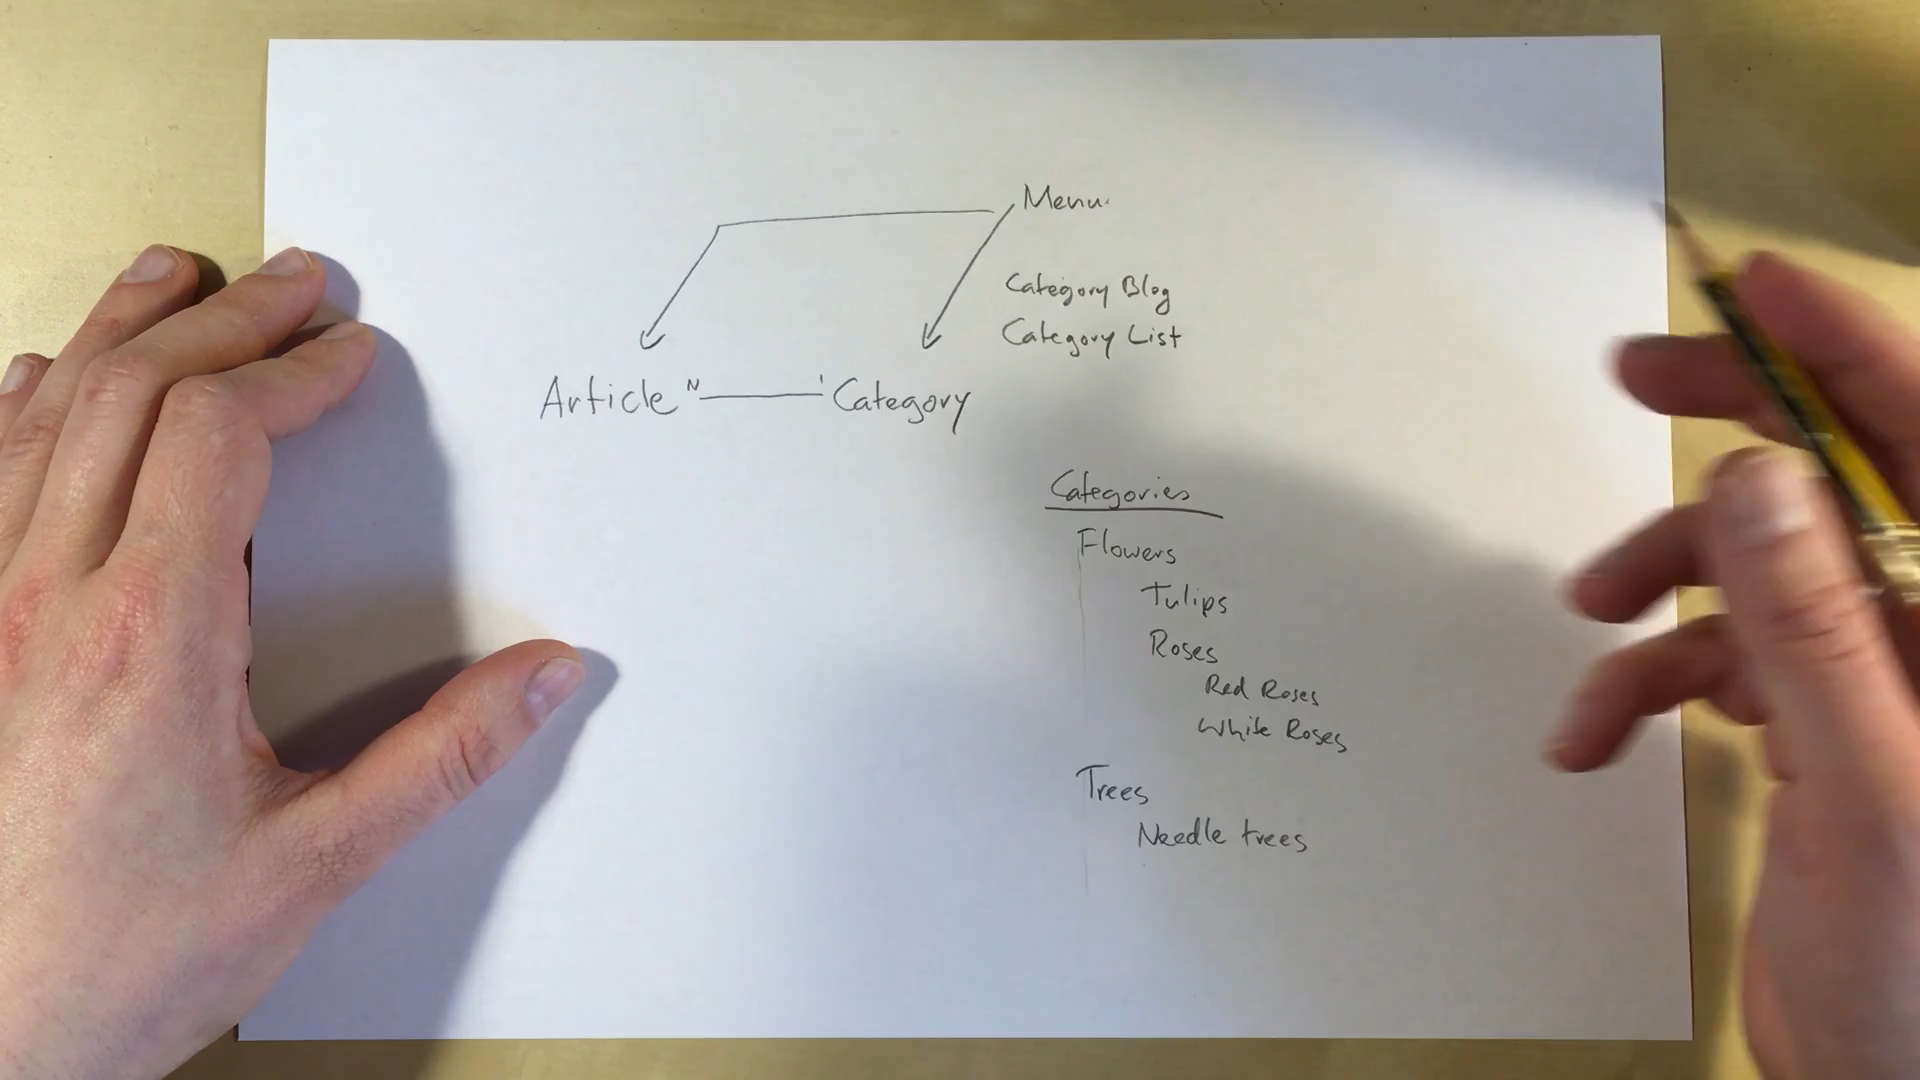 Menu.
Category Blog
Category List
Article N 1 Category
Categories
Flowers
Tulips
Roses
Red Roses
White Roses
Trees
Needle trees